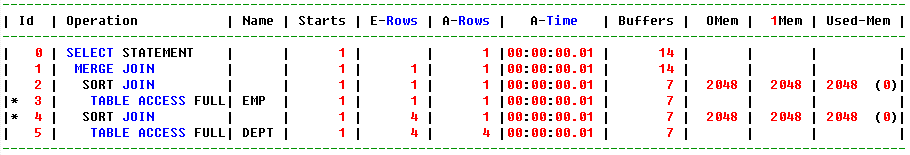 | Id | Operation | Name | Starts | E-Rows | A-Rows | A-Time | Buffers | OMem | 1Mem | Used-Mem |
| 0 | SELECT STATEMENT | | 1 | | 1 |00:00:00.01 | 14 | | | |
| 1 | MERGE JOIN | | 1 | 1 | 1 |00:00:00.01 | 14 | | | |
| 2 | SORT JOIN | | 1 | 1 | 1 |00:00:00.01 | 7 | 2048 | 2048 | 2048 (0)|
|* 3 | TABLE ACCESS FULL| EMP | 1 | 1 | 1 |00:00:00.01 | 7 | | | |
|* 4 | SORT JOIN | | 1 | 4 | 1 |00:00:00.01 | 7 | 2048 | 2048 | 2048 (0)|
| 5 | TABLE ACCESS FULL| DEPT | 1 | 4 | 4 |00:00:00.01 | 7 | | | |